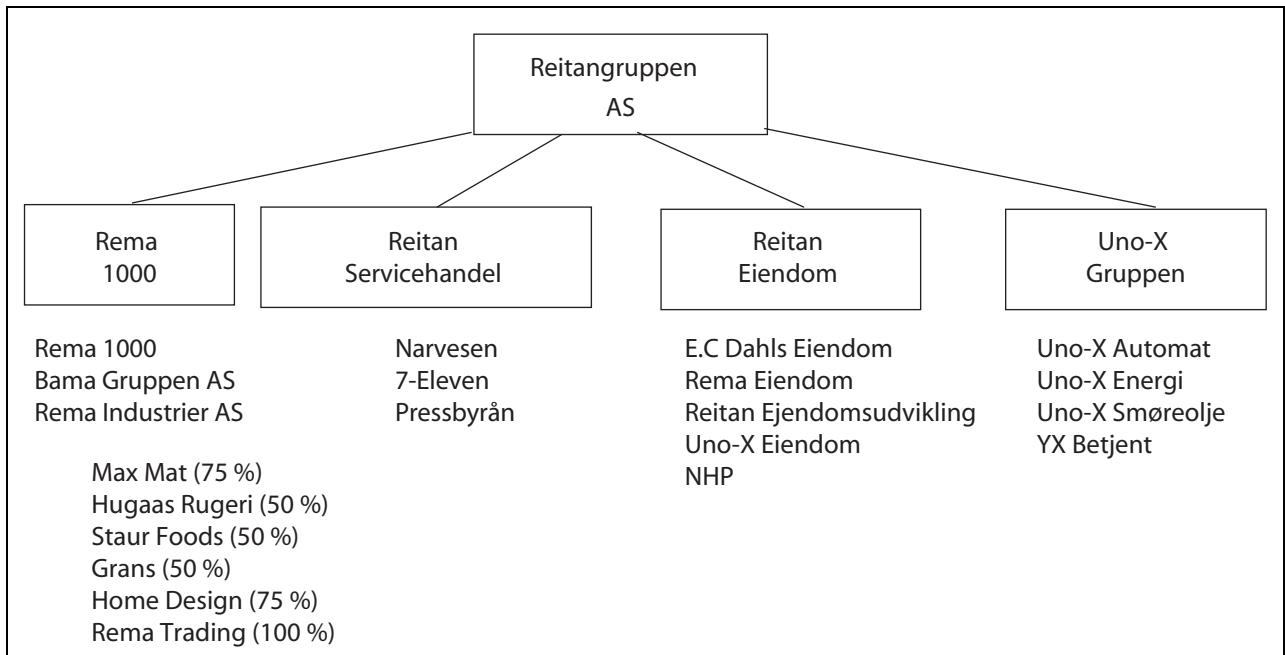 Reitangruppen
AS
Rema
1000
Reitan
Servicehandel
Reitan
Eiendom
Uno-X
Gruppen
Rema 1000
Bama Gruppen AS
Rema Industrier AS
Max Mat (75 %)
Hugaas Rugeri (50 %)
Staur Foods (50 %)
Grans (50 %)
Home Design (75 %)
Rema Trading (100 %)
Narvesen
7-Eleven
Pressbyrån
E.C Dahls Eiendom
Rema Eiendom
Reitan Ejendomsudvikling
Uno-X Eiendom
NHP
Uno-X Automat
Uno-X Energi
Uno-X Smøreolje
YX Betjent